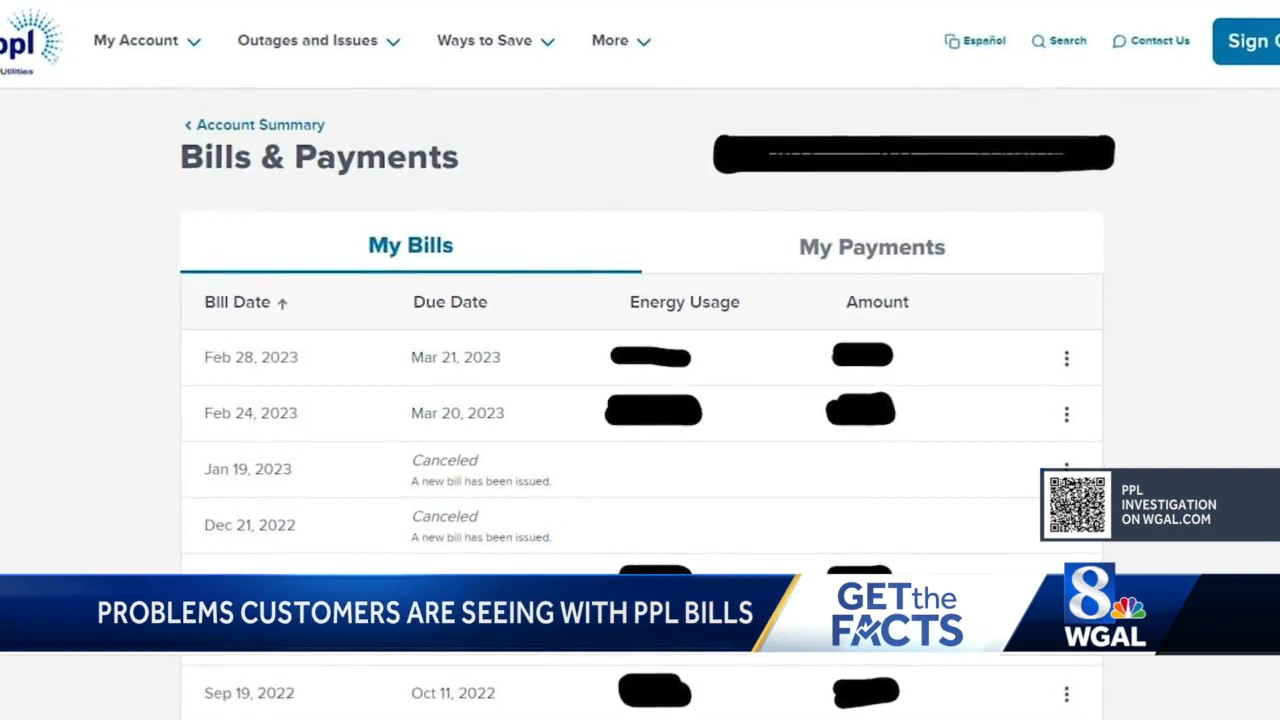 ppl
Utilities
My Account
Outages and Issues
Ways to Save
More
Español
Search
Contact Us
Sign
< Account Summary
Bills & Payments
My Bills
My Payments
Bill Date ↑ Due Date Energy Usage Amount
Feb 28, 2023 Mar 21, 2023
Feb 24, 2023 Mar 20, 2023
Jan 19, 2023 Canceled
A new bill has been issued.
Dec 21, 2022 Canceled
A new bill has been issued.
PPL
INVESTIGATION
ON WGAL.COM
PROBLEMS CUSTOMERS ARE SEEING WITH PPL BILLS
GET the
FACTS
8
WGAL
Sep 19, 2022 Oct 11, 2022